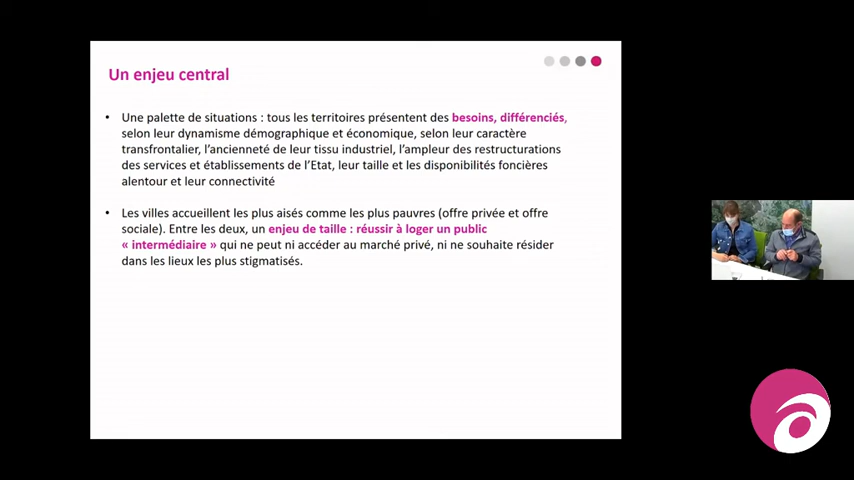 Un enjeu central
• Une palette de situations : tous les territoires présentent des besoins, différenciés,
selon leur dynamisme démographique et économique, selon leur caractère
transfrontalier, l'ancienneté de leur tissu industriel, l'ampleur des restructurations
des services et établissements de l'Etat, leur taille et les disponibilités foncières
alentour et leur connectivité
• Les villes accueillent les plus aisés comme les plus pauvres (offre privée et offre
sociale). Entre les deux, un enjeu de taille : réussir à loger un public
« intermédiaire » qui ne peut ni accéder au marché privé, ni ne souhaite résider
dans les lieux les plus stigmatisés.